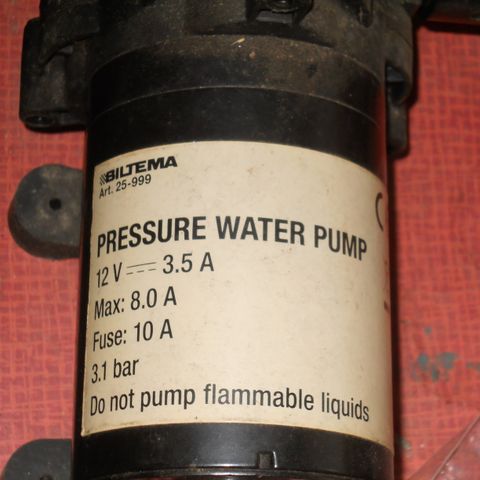 BILTEMA
Art. 25-999
PRESSURE WATER PUMP
12 V ⎓ 3.5 A
Max: 8.0 A
Fuse: 10 A
3.1 bar
Do not pump flammable liquids